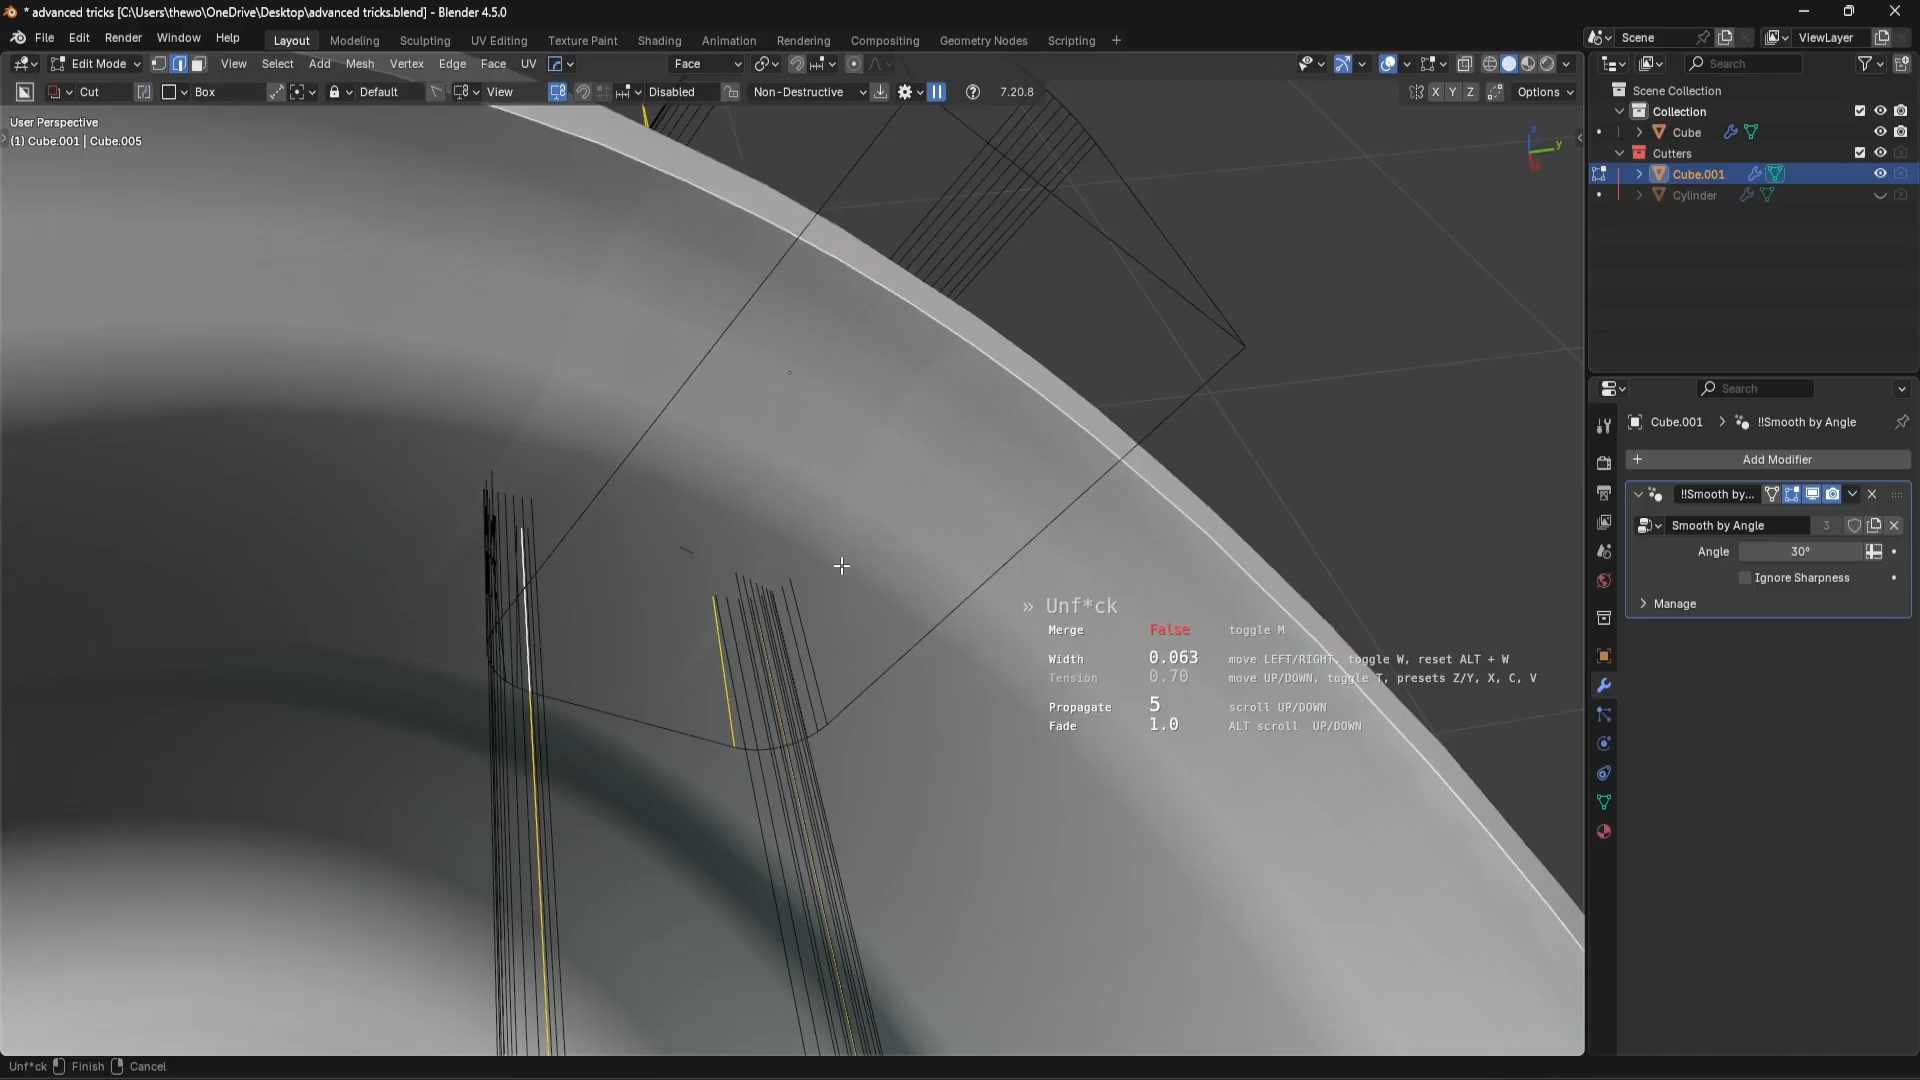 * advanced tricks [C:\Users\thewo\OneDrive\Desktop\advanced tricks.blend] - Blender 4.5.0
File Edit Render Window Help Layout Modeling Sculpting UV Editing Texture Paint Shading Animation Rendering Compositing Geometry Nodes Scripting + Scene ViewLayer
Edit Mode View Select Add Mesh Vertex Edge Face UV Face Search
Cut Box Default View Disabled Non-Destructive 7.20.8 X Y Z Options
User Perspective
(1) Cube.001 | Cube.005
Z
Y
Scene Collection
Collection
Cube
Cutters
Cube.001
Cylinder
Search
Cube.001 > !!Smooth by Angle
+ Add Modifier
!!Smooth by...
Smooth by Angle 3
Angle 30°
Ignore Sharpness
Manage
» Unf*ck
Merge False toggle M
Width 0.063 move LEFT/RIGHT, toggle W, reset ALT + W
Tension 0.70 move UP/DOWN, toggle T, presets Z/Y, X, C, V
Propagate 5 scroll UP/DOWN
Fade 1.0 ALT scroll UP/DOWN
Unf*ck Finish Cancel